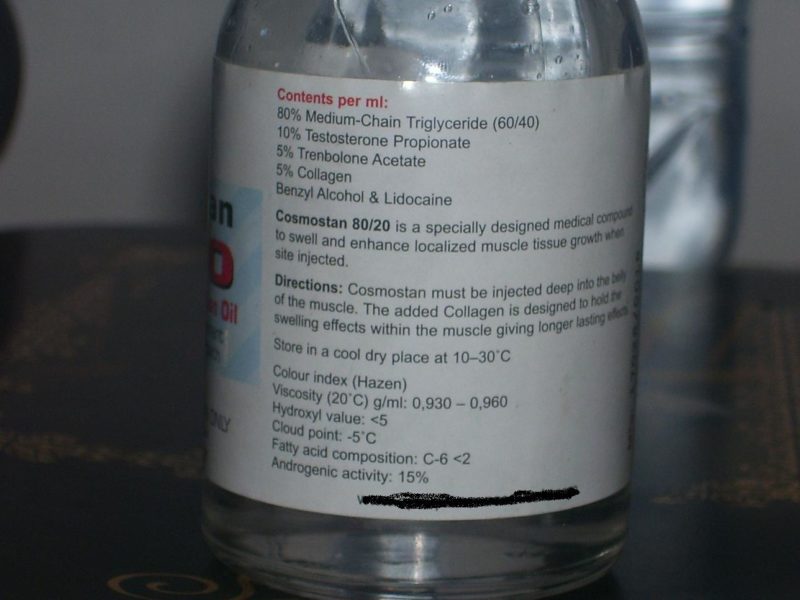 Contents per ml:
80% Medium-Chain Triglyceride (60/40)
10% Testosterone Propionate
5% Trenbolone Acetate
5% Collagen
Benzyl Alcohol & Lidocaine
Cosmostan 80/20 is a specially designed medical compound
to swell and enhance localized muscle tissue growth when
site injected.
Directions: Cosmostan must be injected deep into the belly
of the muscle. The added Collagen is designed to hold the
swelling effects within the muscle giving longer lasting effects.
Store in a cool dry place at 10–30°C
Colour index (Hazen)
Viscosity (20°C) g/ml: 0,930 – 0,960
Hydroxyl value: <5
Cloud point: -5°C
Fatty acid composition: C-6 <2
Androgenic activity: 15%
an
Oil
ONLY